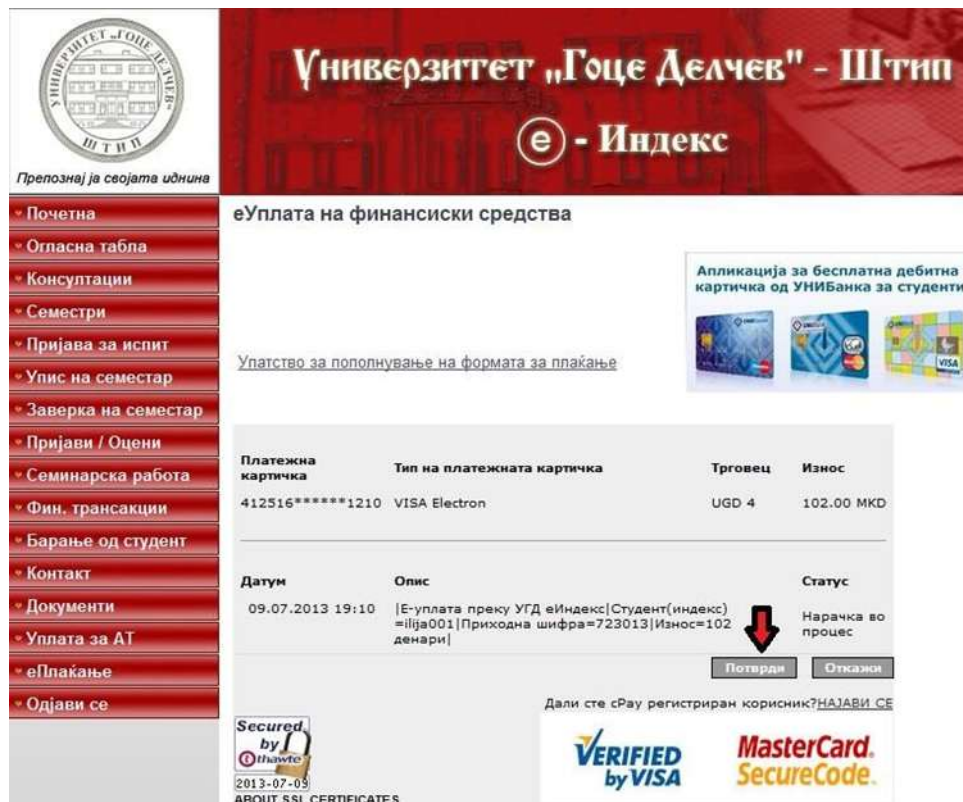 УНИВЕРЗИТЕТ „ГОЦЕ ДЕЛЧЕВ"
ШТИП
Препознај ја својата иднина
Универзитет „Гоце Делчев" - Штип
e - Индекс
Почетна
Огласна табла
Консултации
Семестри
Пријава за испит
Упис на семестар
Заверка на семестар
Пријави / Оцени
Семинарска работа
Фин. трансакции
Барање од студент
Контакт
Документи
Уплата за АТ
еПлаќање
Одјави се
еУплата на финансиски средства
Апликација за бесплатна дебитна
картичка од УНИБанка за студенти
VISA
Упатство за пополнување на формата за плаќање
Платежна
картичка
Тип на платежната картичка
Трговец
Износ
412516******1210 VISA Electron UGD 4 102.00 MKD
Датум
Опис
Статус
09.07.2013 19:10
|Е-уплата преку УГД еИндекс|Студент(индекс)
=ilija001|Приходна шифра=723013|Износ=102
денари|
Нарачка во
процес
Потврди Откажи
Дали сте cPay регистриран корисник?НАЈАВИ СЕ
Secured
by
thawte
2013-07-09
ABOUT SSL CERTIFICATES
VERIFIED
by VISA
MasterCard.
SecureCode.